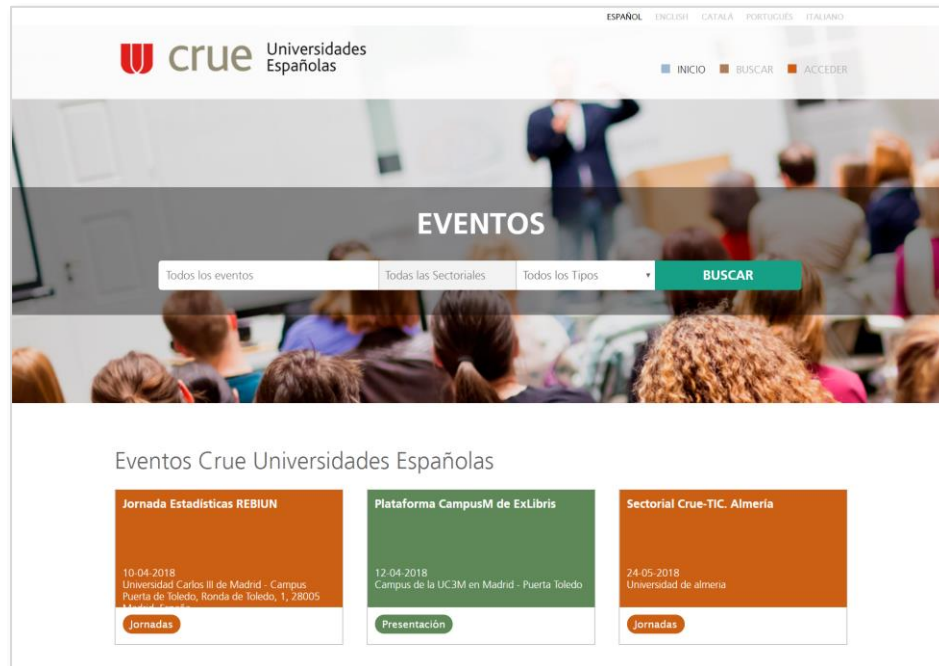 ESPAÑOL ENGLISH CATALÀ PORTUGUÊS ITALIANO
crue Universidades
Españolas
INICIO BUSCAR ACCEDER
EVENTOS
Todos los eventos Todas las Sectoriales Todos los Tipos BUSCAR
Eventos Crue Universidades Españolas
Jornada Estadísticas REBIUN
10-04-2018
Universidad Carlos III de Madrid - Campus
Puerta de Toledo, Ronda de Toledo, 1, 28005
Madrid, España
Jornadas
Plataforma CampusM de ExLibris
12-04-2018
Campus de la UC3M en Madrid - Puerta Toledo
Presentación
Sectorial Crue-TIC. Almería
24-05-2018
Universidad de almeria
Jornadas